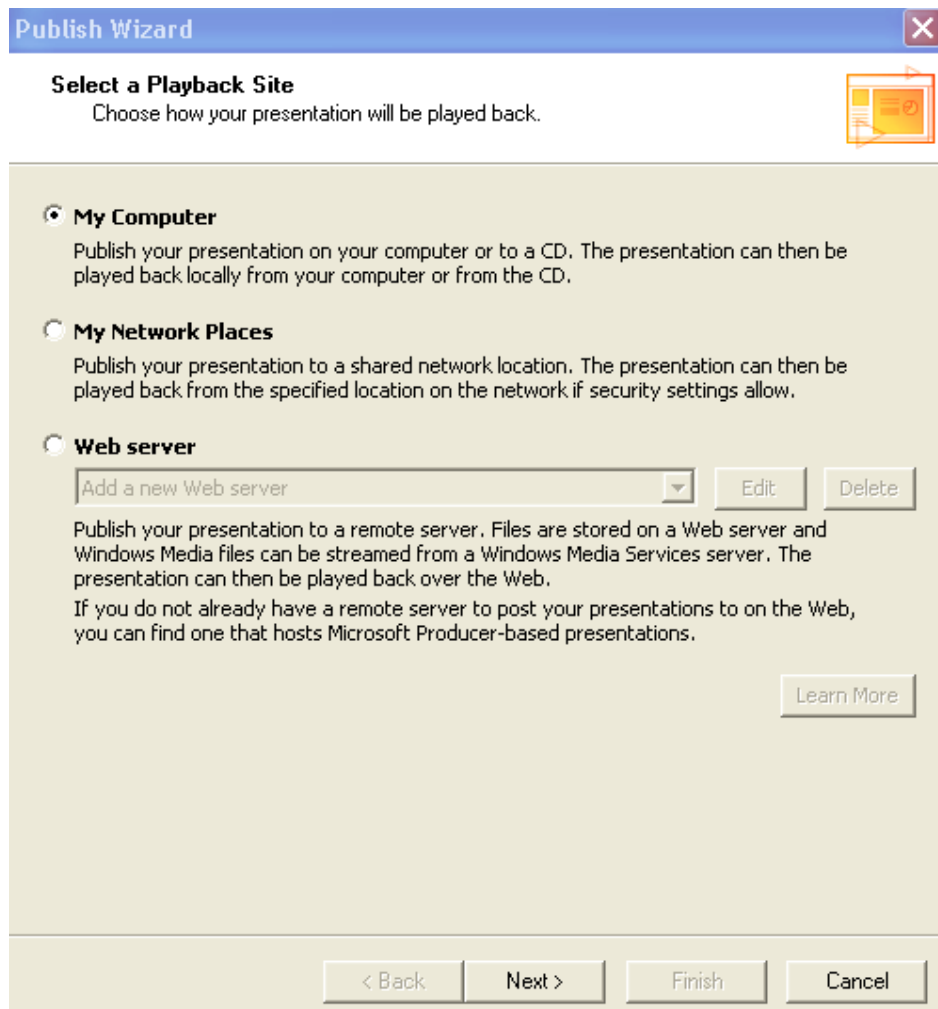 Publish Wizard
Select a Playback Site
Choose how your presentation will be played back.
My Computer
Publish your presentation on your computer or to a CD. The presentation can then be
played back locally from your computer or from the CD.
My Network Places
Publish your presentation to a shared network location. The presentation can then be
played back from the specified location on the network if security settings allow.
Web server
Add a new Web server Edit Delete
Publish your presentation to a remote server. Files are stored on a Web server and
Windows Media files can be streamed from a Windows Media Services server. The
presentation can then be played back over the Web.
If you do not already have a remote server to post your presentations to on the Web,
you can find one that hosts Microsoft Producer-based presentations.
Learn More
< Back Next > Finish Cancel